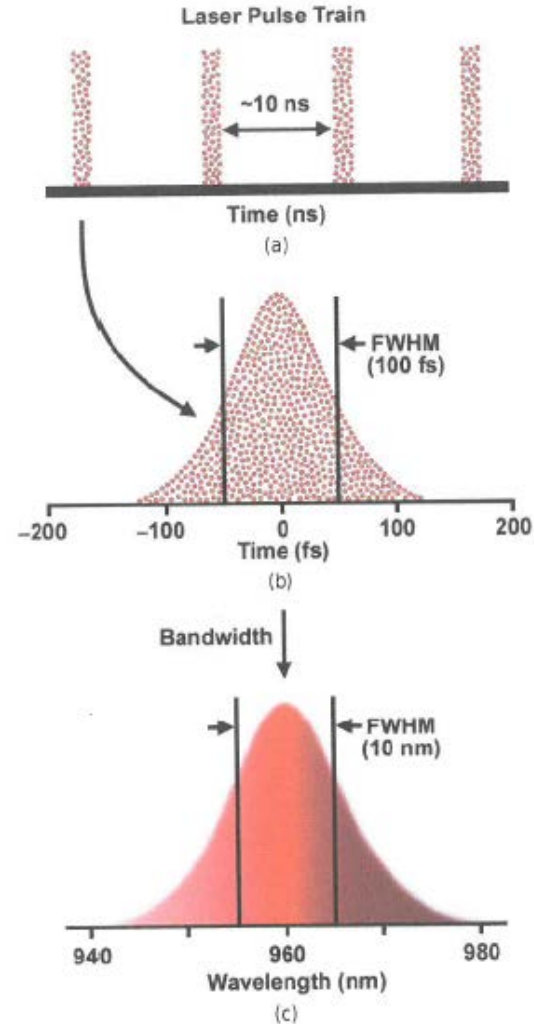 Laser Pulse Train
~10 ns
Time (ns)
(a)
FWHM
(100 fs)
–200 –100 0 100 200
Time (fs)
(b)
Bandwidth
FWHM
(10 nm)
940 960 980
Wavelength (nm)
(c)